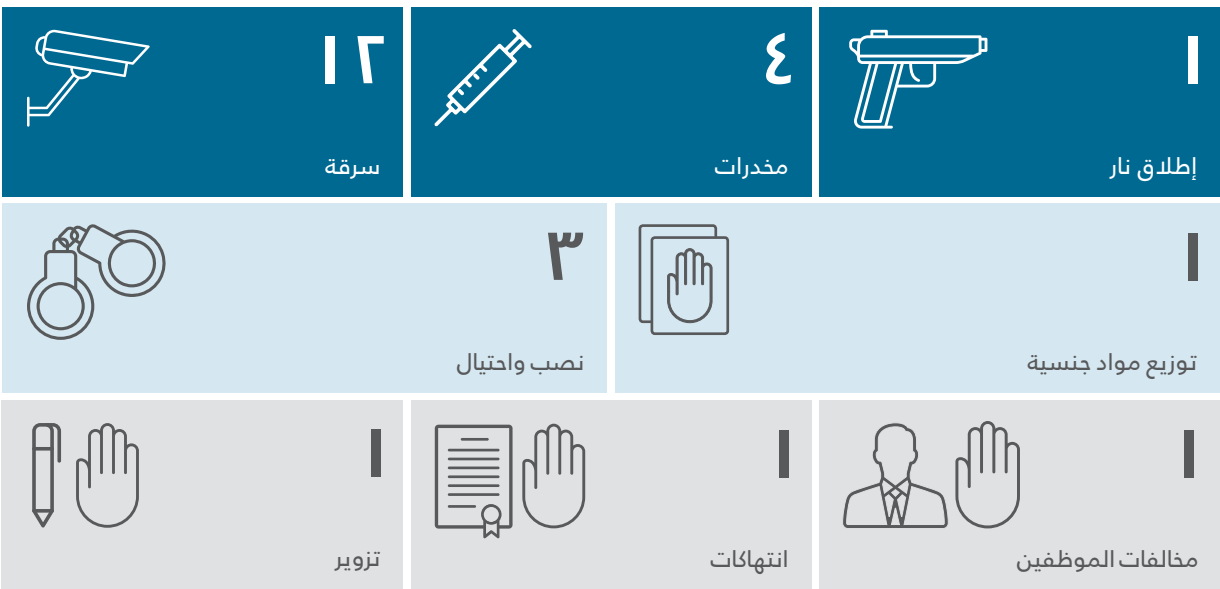 ١
إطلاق نار
٤
مخدرات
١٢
سرقة
١
توزيع مواد جنسية
٣
نصب واحتيال
١
مخالفات الموظفين
١
انتهاكات
١
تزوير